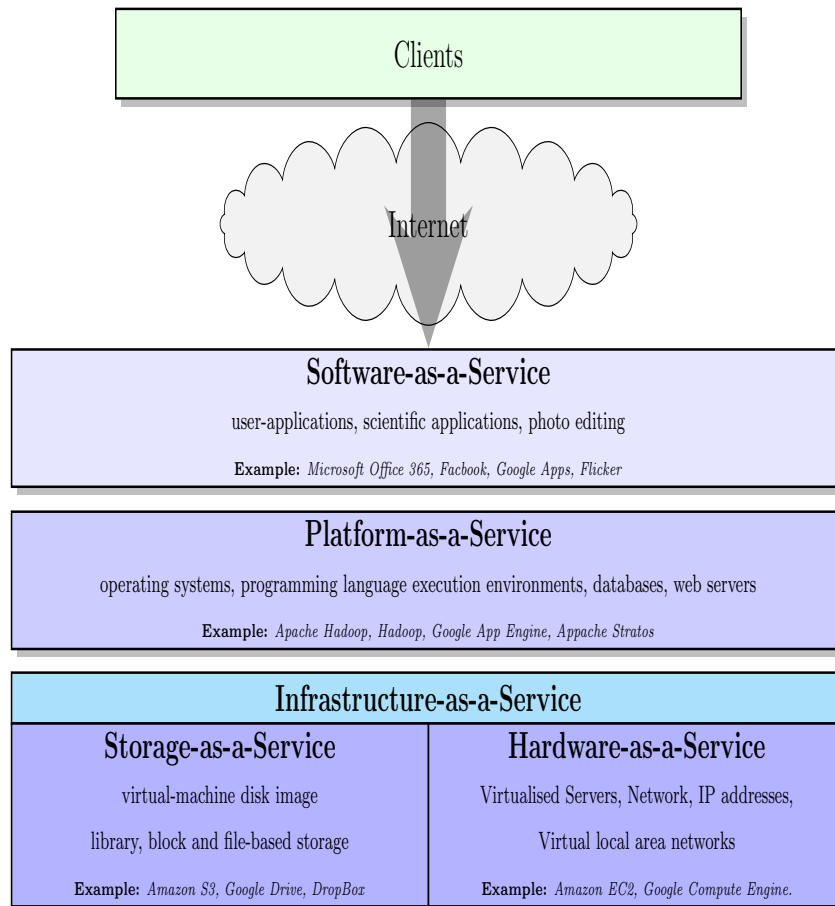 Clients
Internet
Software-as-a-Service
user-applications, scientific applications, photo editing
Example: Microsoft Office 365, Facbook, Google Apps, Flicker
Platform-as-a-Service
operating systems, programming language execution environments, databases, web servers
Example: Apache Hadoop, Hadoop, Google App Engine, Appache Stratos
Infrastructure-as-a-Service
Storage-as-a-Service
virtual-machine disk image
library, block and file-based storage
Example: Amazon S3, Google Drive, DropBox
Hardware-as-a-Service
Virtualised Servers, Network, IP addresses,
Virtual local area networks
Example: Amazon EC2, Google Compute Engine.